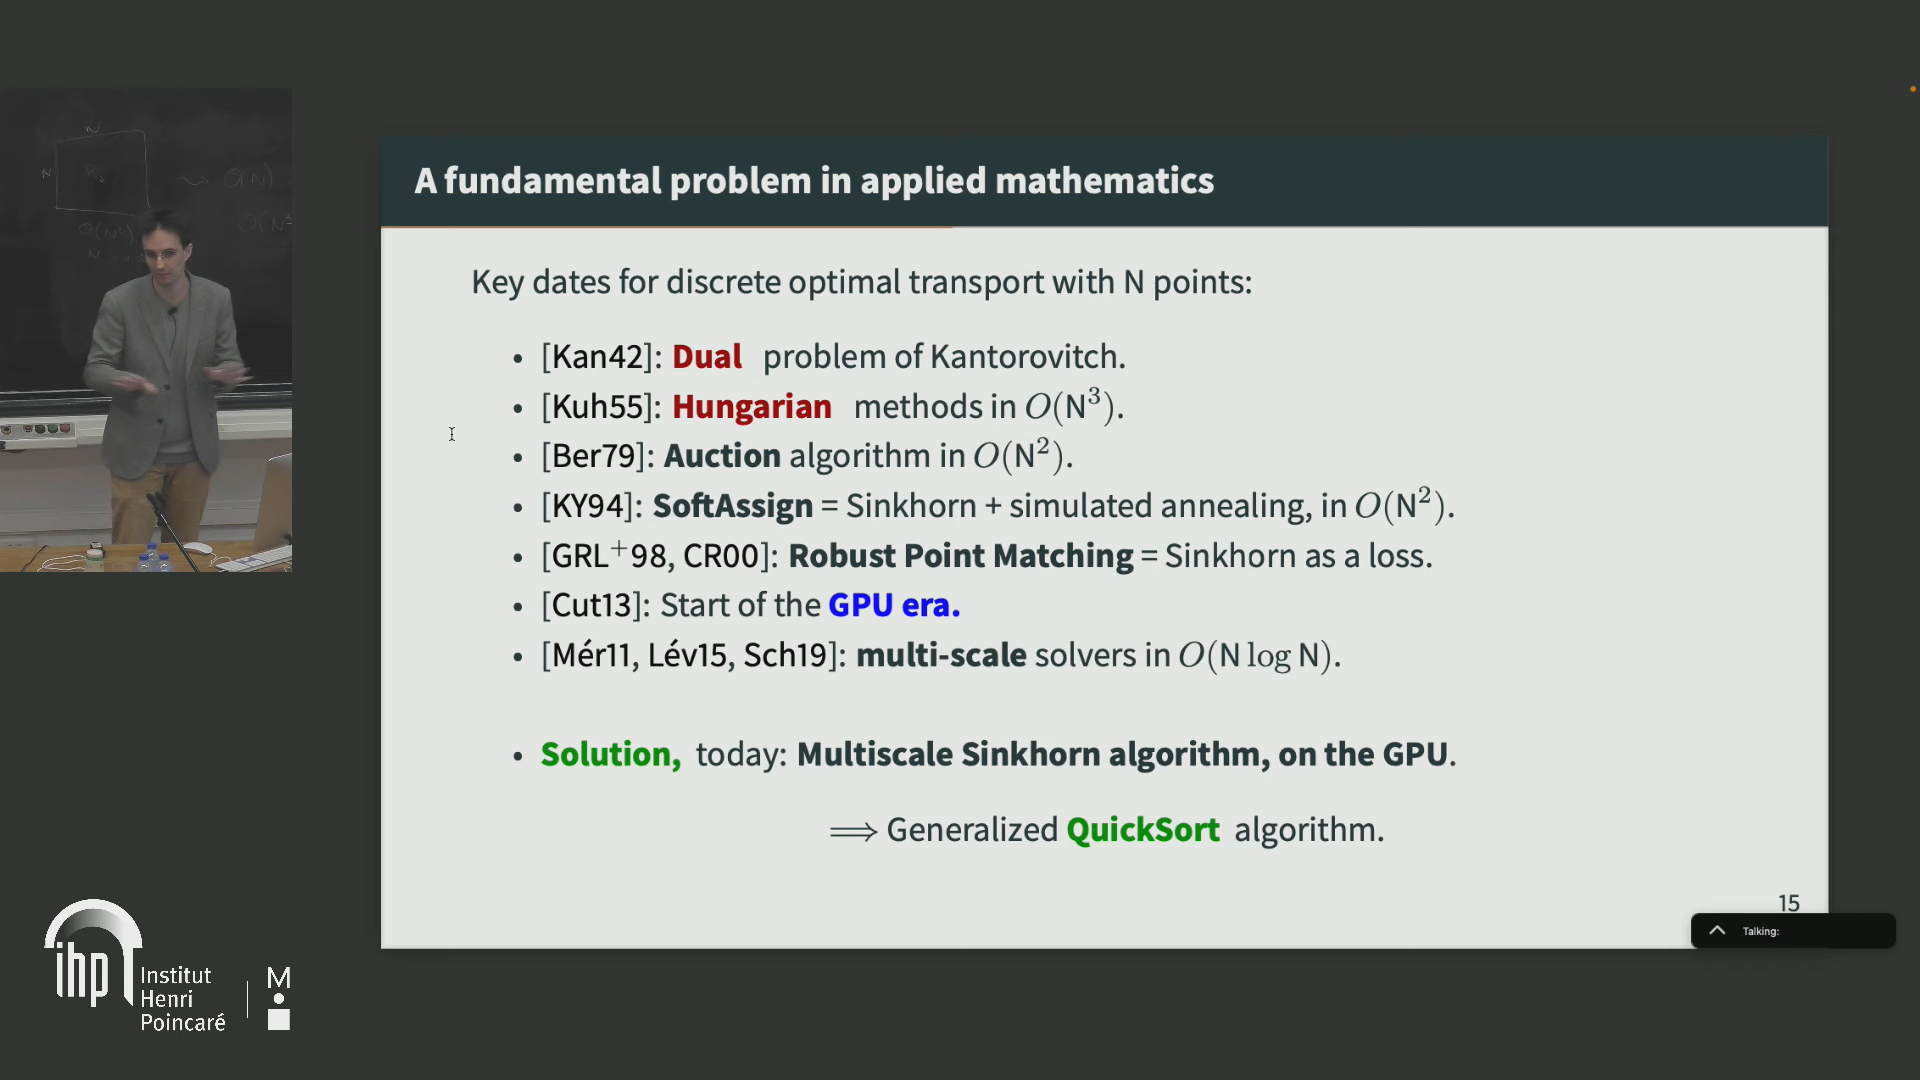 A fundamental problem in applied mathematics
Key dates for discrete optimal transport with N points:
• [Kan42]: Dual problem of Kantorovitch.
• [Kuh55]: Hungarian methods in O(N³).
• [Ber79]: Auction algorithm in O(N²).
• [KY94]: SoftAssign = Sinkhorn + simulated annealing, in O(N²).
• [GRL⁺98, CR00]: Robust Point Matching = Sinkhorn as a loss.
• [Cut13]: Start of the GPU era.
• [Mér11, Lév15, Sch19]: multi-scale solvers in O(N log N).
• Solution, today: Multiscale Sinkhorn algorithm, on the GPU.
⟹ Generalized QuickSort algorithm.
15
Talking:
N
N
O(N)
ihp Institut
Henri
Poincaré
M